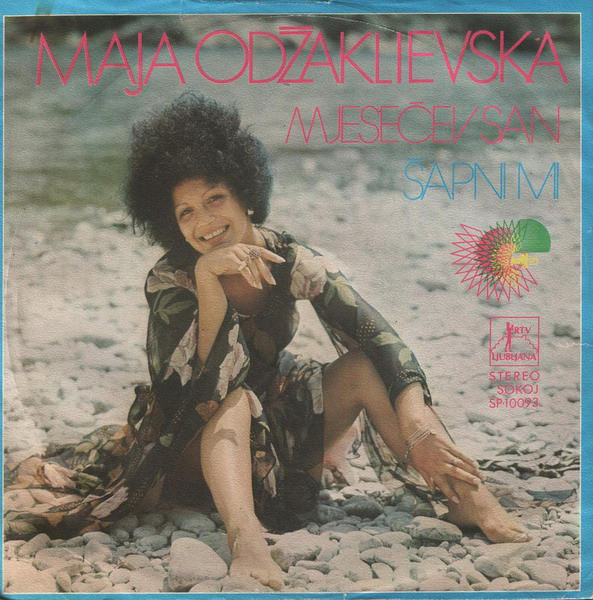 MAJA ODŽAKLIEVSKA
MJESEČEV SAN
ŠAPNI MI
RTV
LJUBLJANA
STEREO
SOKOJ
SP-10093